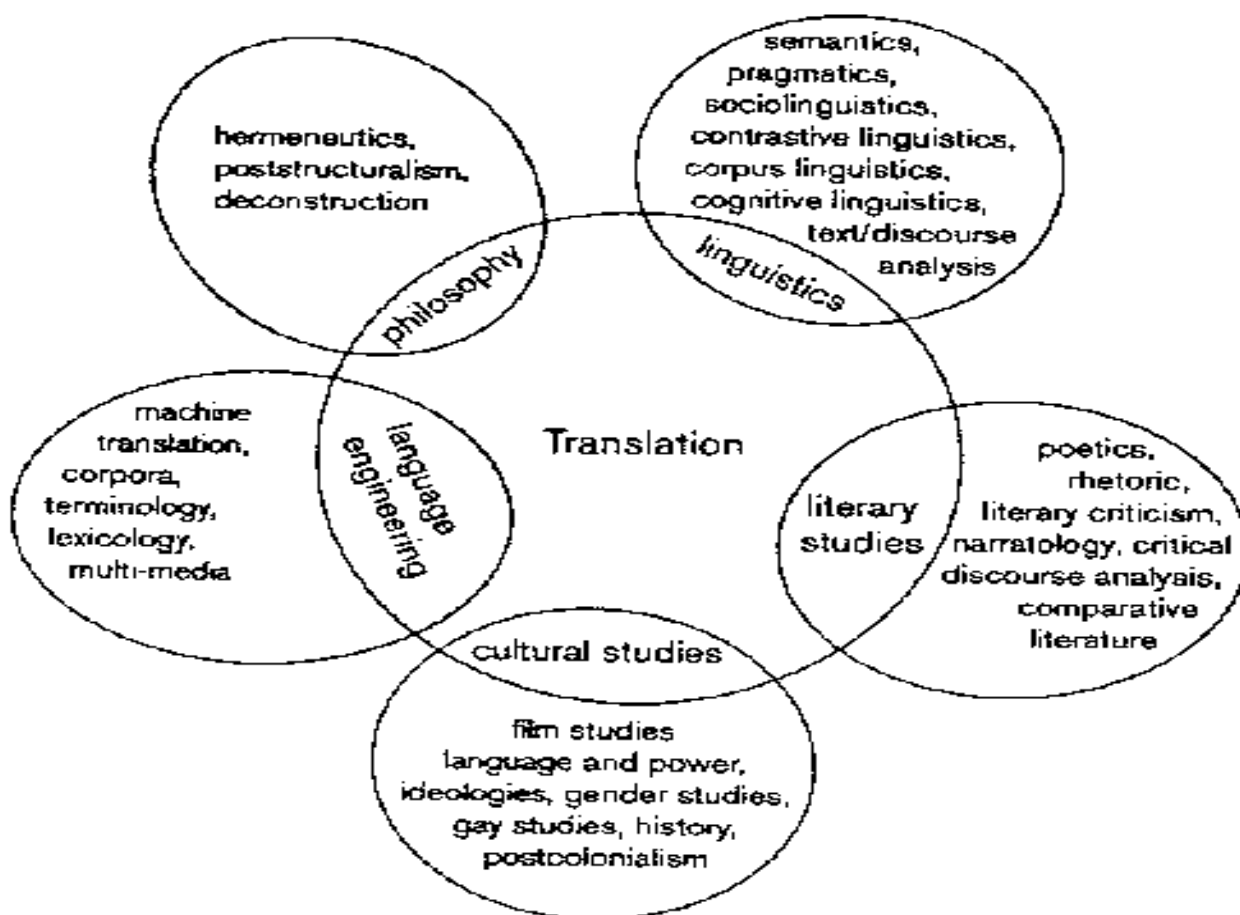 hermeneutics,
poststructuralism,
deconstruction
philosophy
semantics,
pragmatics,
sociolinguistics,
contrastive linguistics,
corpus linguistics,
cognitive linguistics,
text/discourse
analysis
linguistics
machine
translation,
corpora,
terminology,
lexicology,
multi-media
language
engineering
Translation
literary
studies
poetics,
rhetoric,
literary criticism,
narratology, critical
discourse analysis,
comparative
literature
cultural studies
film studies
language and power,
ideologies, gender studies,
gay studies, history,
postcolonialism